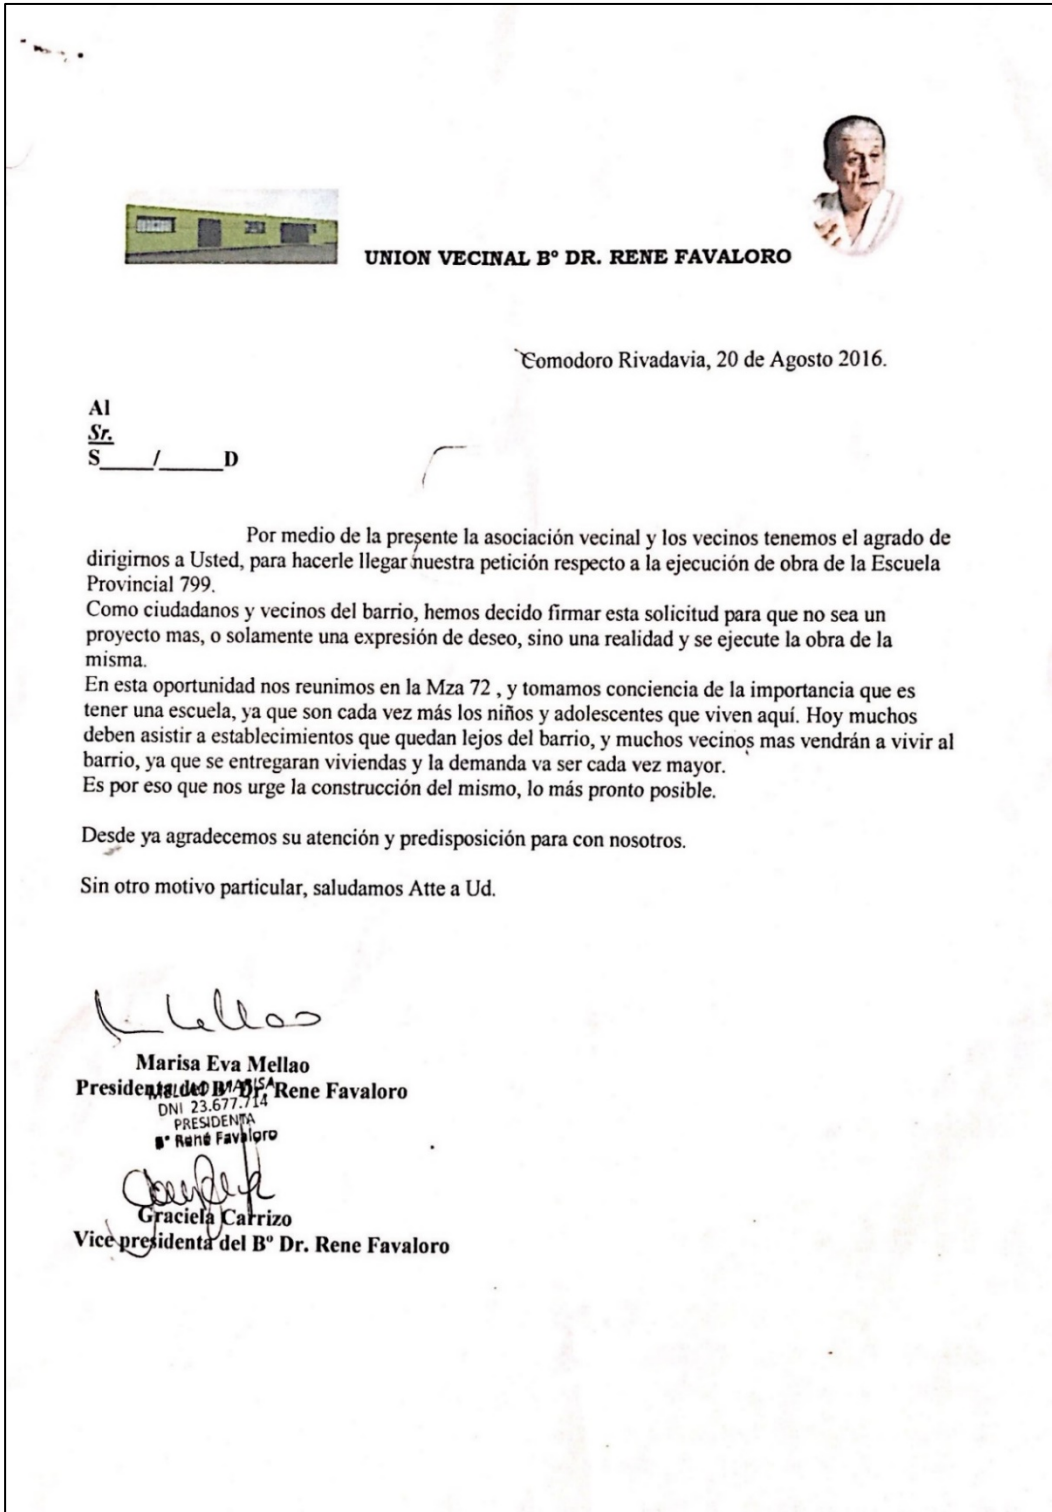 UNION VECINAL Bº DR. RENE FAVALORO
Comodoro Rivadavia, 20 de Agosto 2016.
Al
Sr.
S____/_____D
Por medio de la presente la asociación vecinal y los vecinos tenemos el agrado de
dirigirnos a Usted, para hacerle llegar nuestra petición respecto a la ejecución de obra de la Escuela
Provincial 799.
Como ciudadanos y vecinos del barrio, hemos decido firmar esta solicitud para que no sea un
proyecto mas, o solamente una expresión de deseo, sino una realidad y se ejecute la obra de la
misma.
En esta oportunidad nos reunimos en la Mza 72 , y tomamos conciencia de la importancia que es
tener una escuela, ya que son cada vez más los niños y adolescentes que viven aquí. Hoy muchos
deben asistir a establecimientos que quedan lejos del barrio, y muchos vecinos mas vendrán a vivir al
barrio, ya que se entregaran viviendas y la demanda va ser cada vez mayor.
Es por eso que nos urge la construcción del mismo, lo más pronto posible.
Desde ya agradecemos su atención y predisposición para con nosotros.
Sin otro motivo particular, saludamos Atte a Ud.
Marisa Eva Mellao
Presidenta del Bº Dr. Rene Favaloro
MARISA
DNI 23.677.714
PRESIDENTA
Bº René Favaloro
Graciela Carrizo
Vice presidenta del Bº Dr. Rene Favaloro